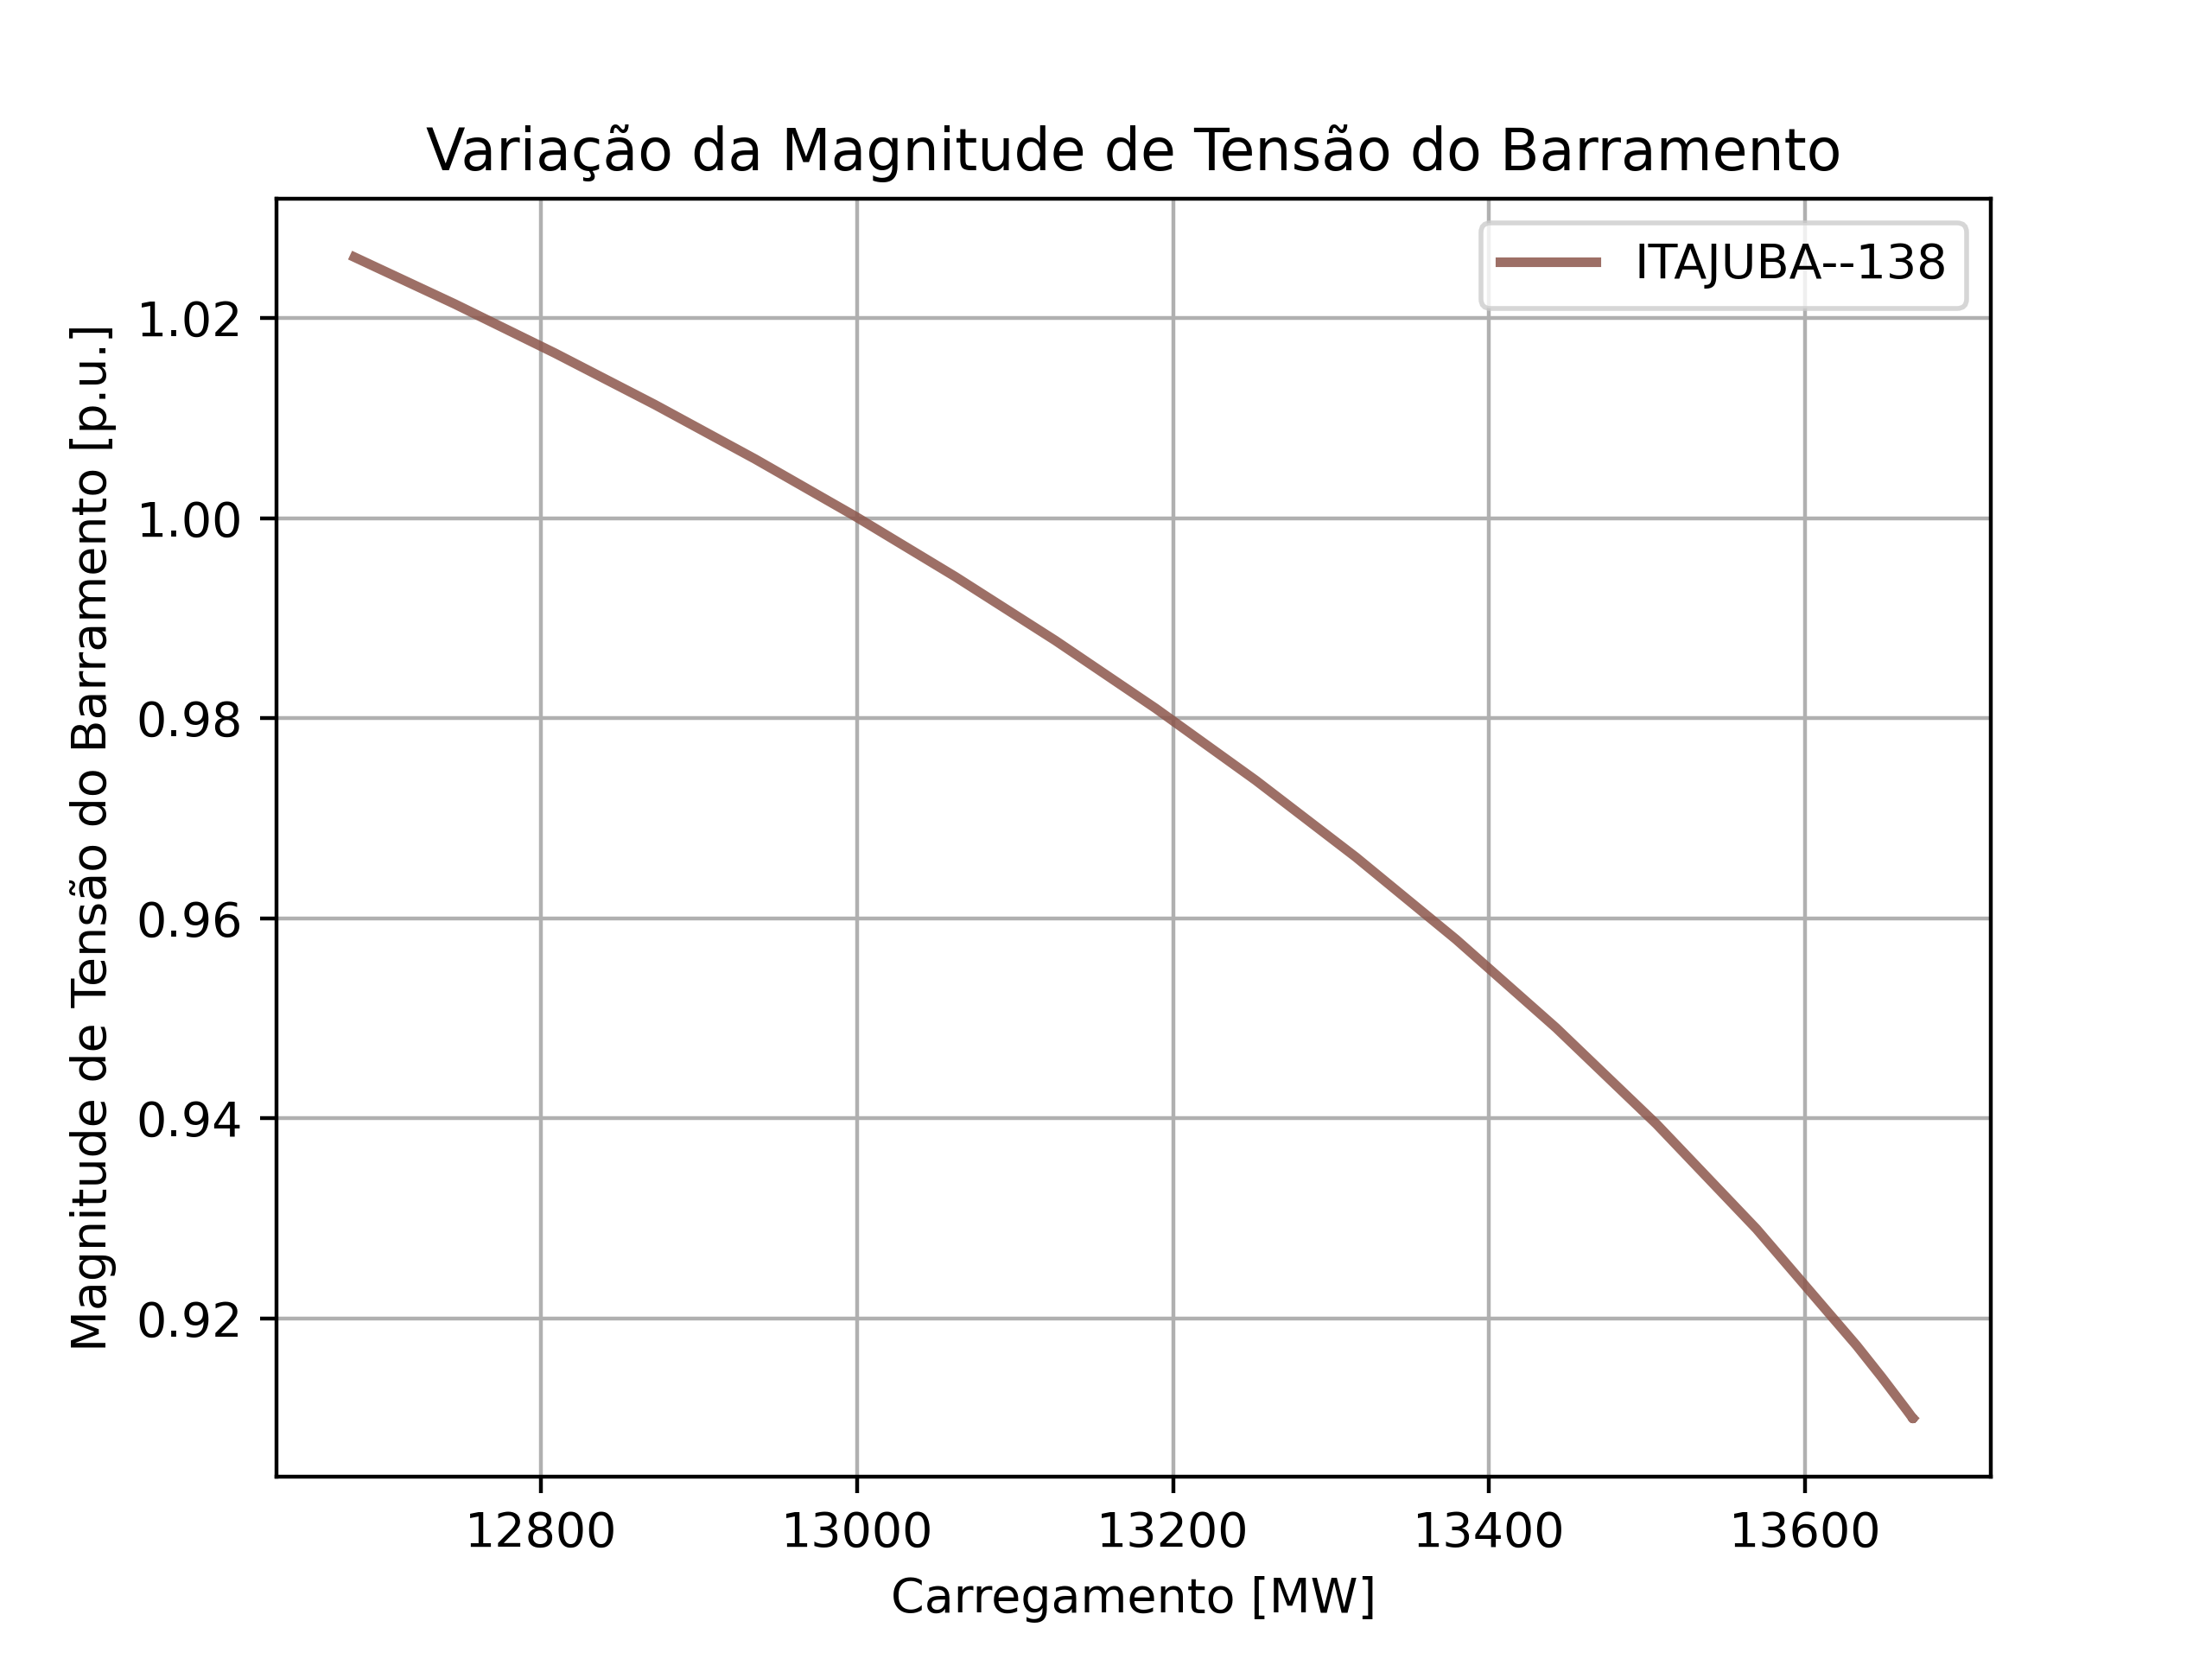 Variação da Magnitude de Tensão do Barramento
ITAJUBA--138
Magnitude de Tensão do Barramento [p.u.]
1.02
1.00
0.98
0.96
0.94
0.92
12800 13000 13200 13400 13600
Carregamento [MW]